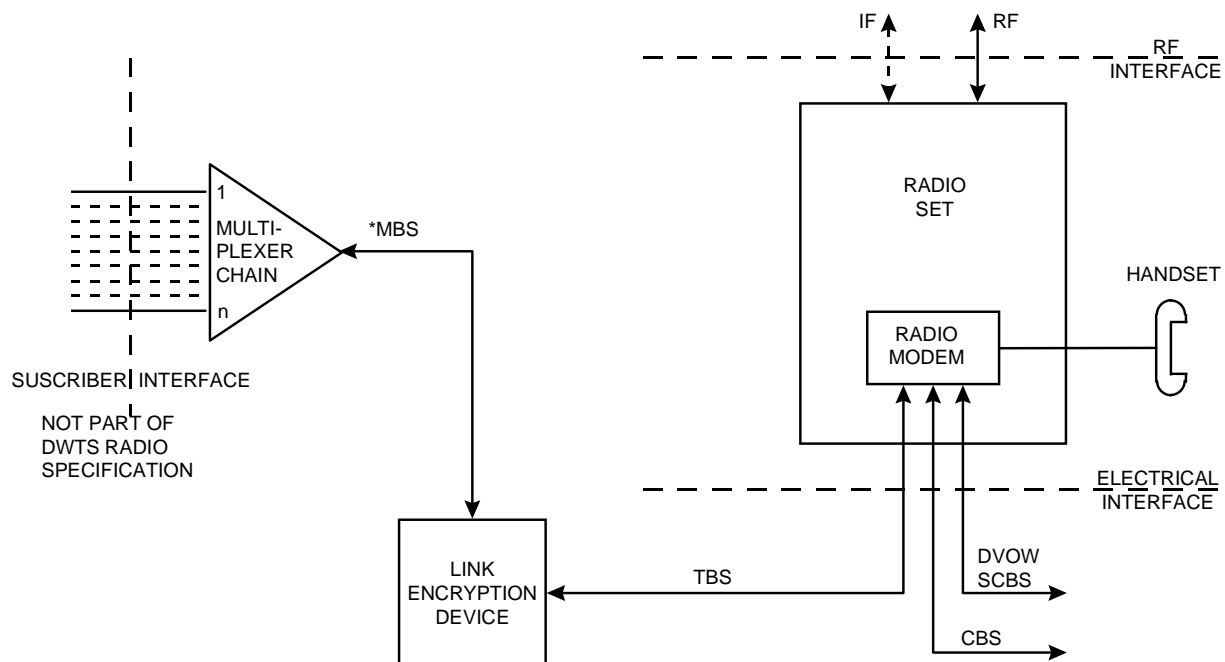 IF
RF
RF
INTERFACE
1
MULTI-
PLEXER
CHAIN
n
*MBS
RADIO
SET
HANDSET
RADIO
MODEM
SUSCRIBER INTERFACE
NOT PART OF
DWTS RADIO
SPECIFICATION
ELECTRICAL
INTERFACE
LINK
ENCRYPTION
DEVICE
TBS
DVOW
SCBS
CBS